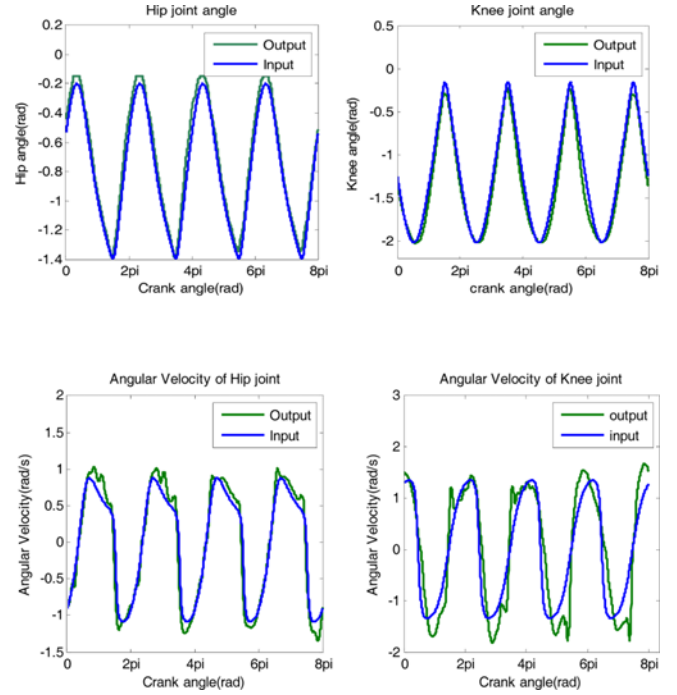 Hip joint angle
Output
Input
0.4
0.2
0
-0.2
-0.4
-0.6
-0.8
-1
-1.2
-1.4
Hip angle(rad)
0
2pi
4pi
6pi
8pi
Crank angle(rad)
Knee joint angle
Output
Input
0.5
0
-0.5
-1
-1.5
-2
Knee angle(rad)
0
2pi
4pi
6pi
8pi
crank angle(rad)
Angular Velocity of Hip joint
Output
Input
2
1.5
1
0.5
0
-0.5
-1
-1.5
Angular Velocity(rad/s)
0
2pi
4pi
6pi
8pi
Crank angle(rad)
Angular Velocity of Knee joint
output
input
3
2
1
0
-1
-2
Angular Velocity(rad/s)
0
2pi
4pi
6pi
8pi
Crank angle(rad)